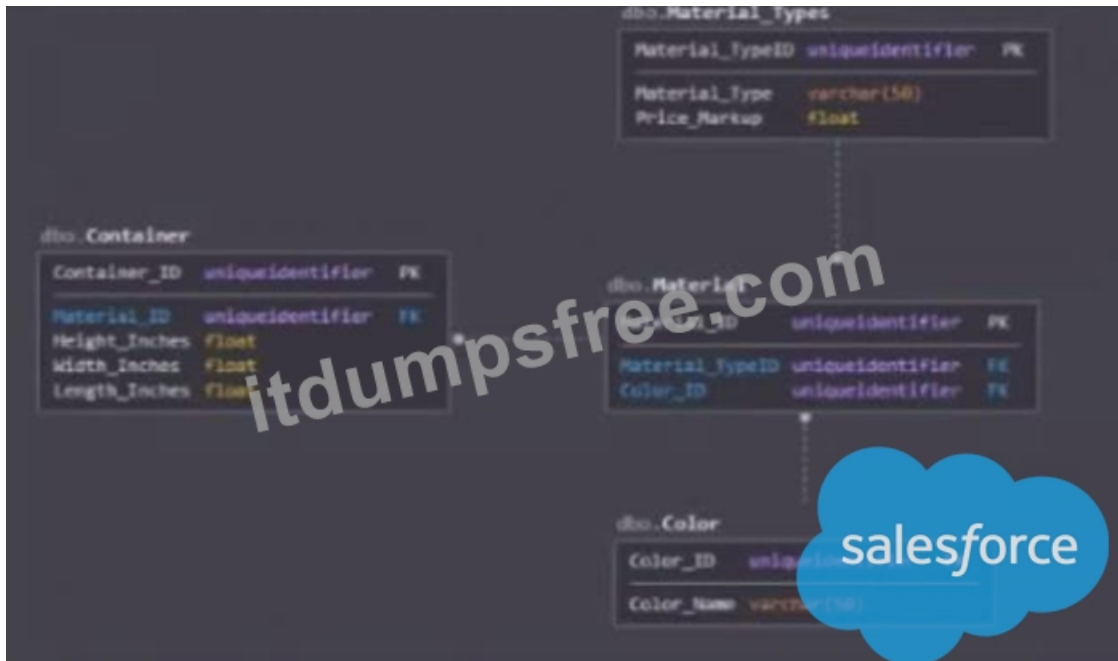 dbo.Material_Types
Material_TypeID uniqueidentifier PK
Material_Type varchar(50)
Price_Markup float
dbo.Container
Container_ID uniqueidentifier PK
Material_ID uniqueidentifier FK
Height_Inches float
Width_Inches float
Length_Inches float
dbo.Material
uniqueidentifier PK
Material_TypeID uniqueidentifier FK
Color_ID uniqueidentifier FK
dbo.Color
Color_ID
Color_Name
itdumpsfree.com
salesforce